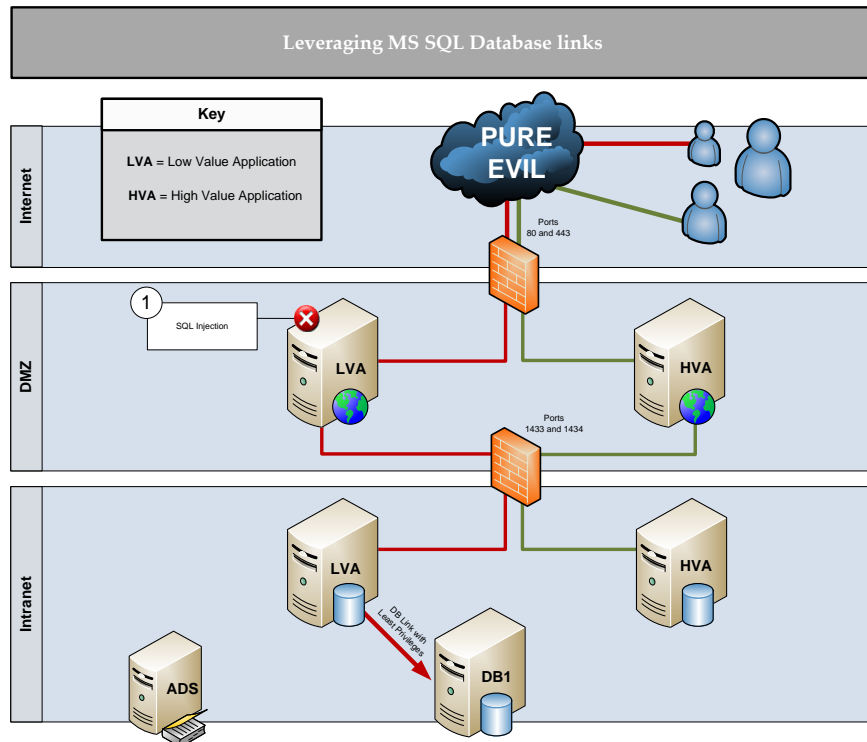 Leveraging MS SQL Database links
Key
LVA = Low Value Application
HVA = High Value Application
PURE
EVIL
Internet
Ports
80 and 443
DMZ
1
SQL Injection
LVA
HVA
Ports
1433 and 1434
Intranet
LVA
HVA
DB Link with
Least Privileges
ADS
DB1